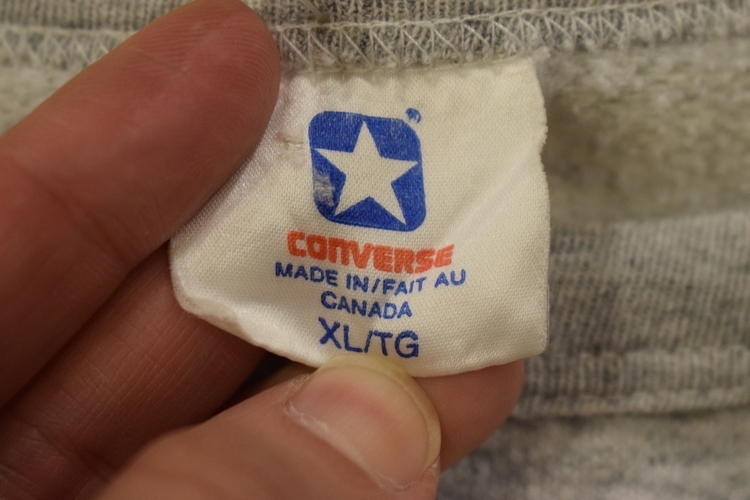 CONVERSE
MADE IN/FAIT AU
CANADA
XL/TG